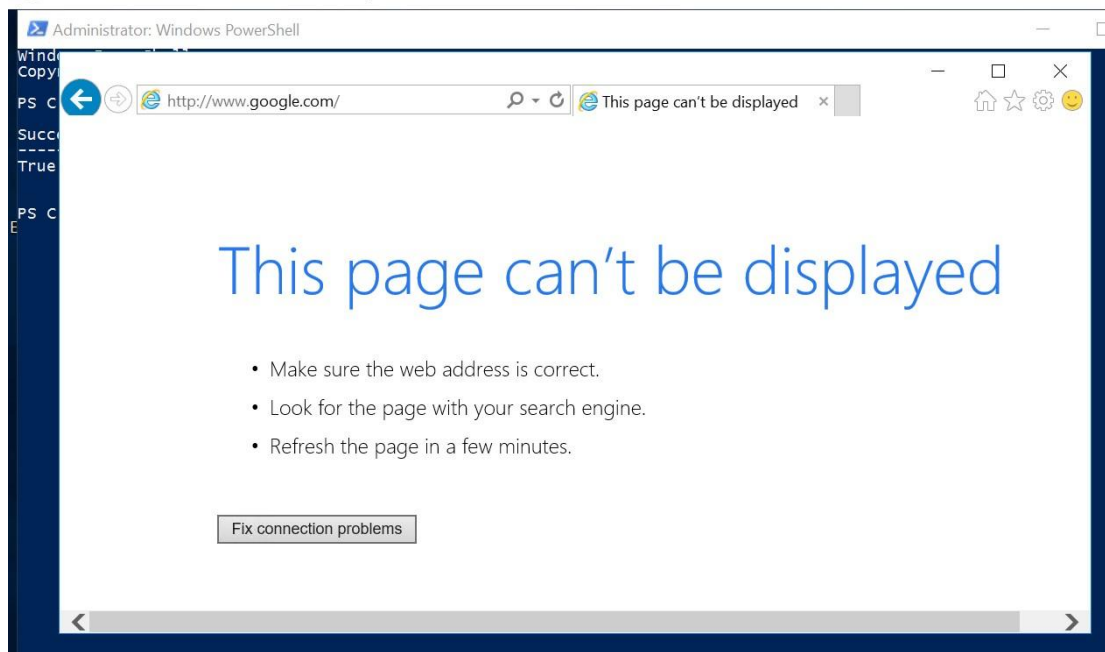 Administrator: Windows PowerShell
PS C
True
PS C
http://www.google.com/
This page can't be displayed
This page can't be displayed
• Make sure the web address is correct.
• Look for the page with your search engine.
• Refresh the page in a few minutes.
Fix connection problems